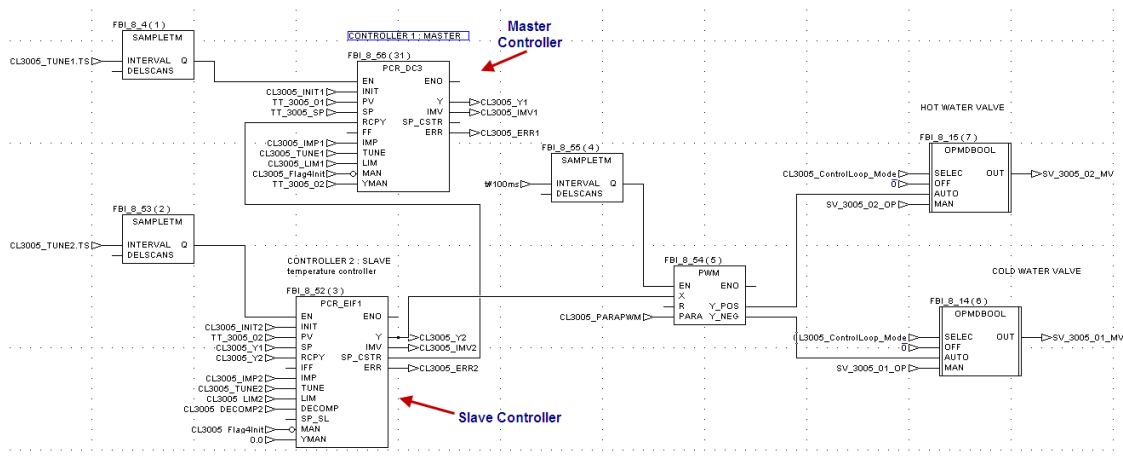 FBI_8_4(1)
SAMPLETM
CL3005_TUNE1.TS
INTERVAL Q
DELSCANS
CONTROLLER 1 : MASTER
Master
Controller
FBI_8_56(31)
PCR_DC3
EN ENO
CL3005_INIT1 INIT
TT_3005_01 PV Y CL3005_Y1
TT_3005_SP SP IMV CL3005_IMV1
RCPY SP_CSTR
FF ERR CL3005_ERR1
CL3005_IMP1 IMP
CL3005_TUNE1 TUNE
CL3005_LIM1 LIM
CL3005_Flag4Init MAN
TT_3005_02 YMAN
FBI_8_55(4)
SAMPLETM
#100ms INTERVAL Q
DELSCANS
HOT WATER VALVE
FBI_8_15(7)
OPMDBOOL
CL3005_ControlLoop_Mode SELEC OUT SV_3005_02_MV
0 OFF
AUTO
SV_3005_02_OP MAN
FBI_8_53(2)
SAMPLETM
CL3005_TUNE2.TS INTERVAL Q
DELSCANS
CONTROLLER 2 : SLAVE
temperature controller
FBI_8_52(3)
PCR_EIF1
EN ENO
CL3005_INIT2 INIT
TT_3005_02 PV Y CL3005_Y2
CL3005_Y1 SP IMV CL3005_IMV2
CL3005_Y2 RCPY SP_CSTR
IFF ERR CL3005_ERR2
CL3005_IMP2 IMP
CL3005_TUNE2 TUNE
CL3005_LIM2 LIM
CL3005_DECOMP2 DECOMP
SP_SL
CL3005_Flag4Init MAN
0.0 YMAN
Slave Controller
FBI_8_54(5)
PWM
EN ENO
X
R Y_POS
CL3005_PARAPWM PARA Y_NEG
COLD WATER VALVE
FBI_8_14(6)
OPMDBOOL
CL3005_ControlLoop_Mode SELEC OUT SV_3005_01_MV
0 OFF
AUTO
SV_3005_01_OP MAN